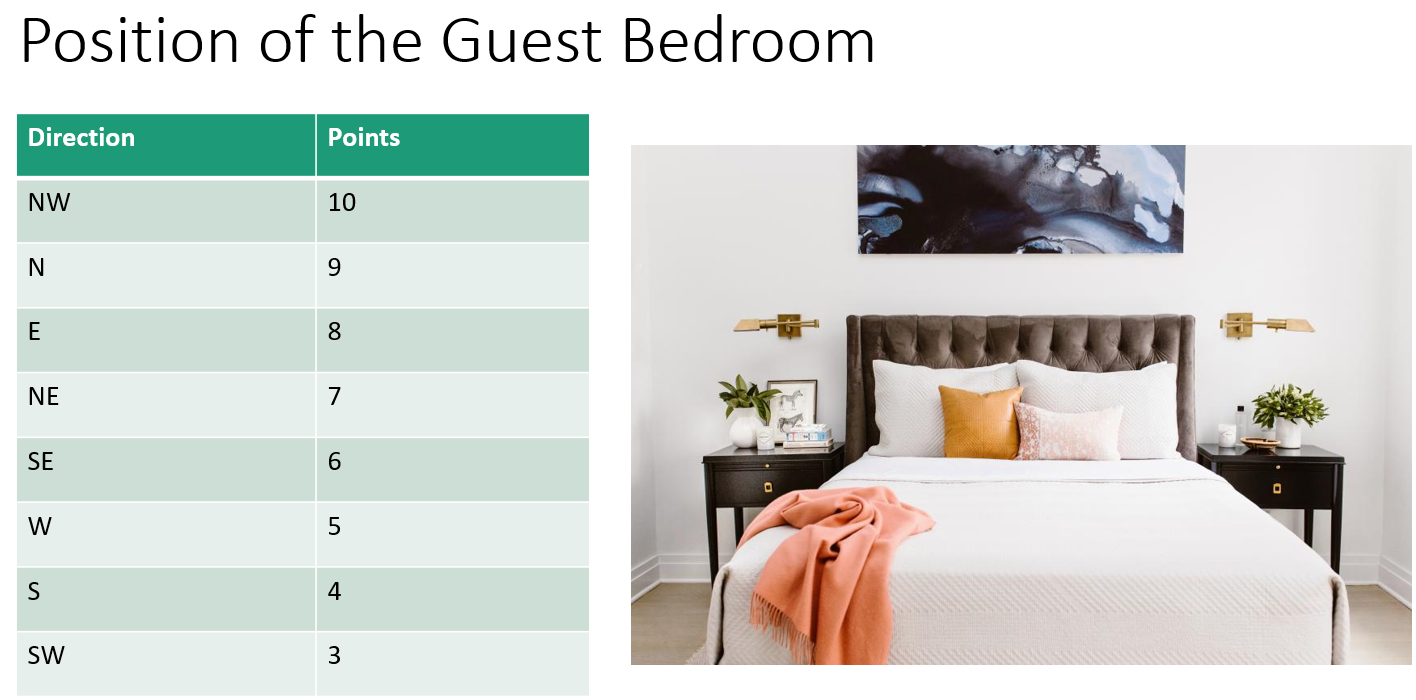 Position of the Guest Bedroom
Direction Points
NW 10
N 9
E 8
NE 7
SE 6
W 5
S 4
SW 3